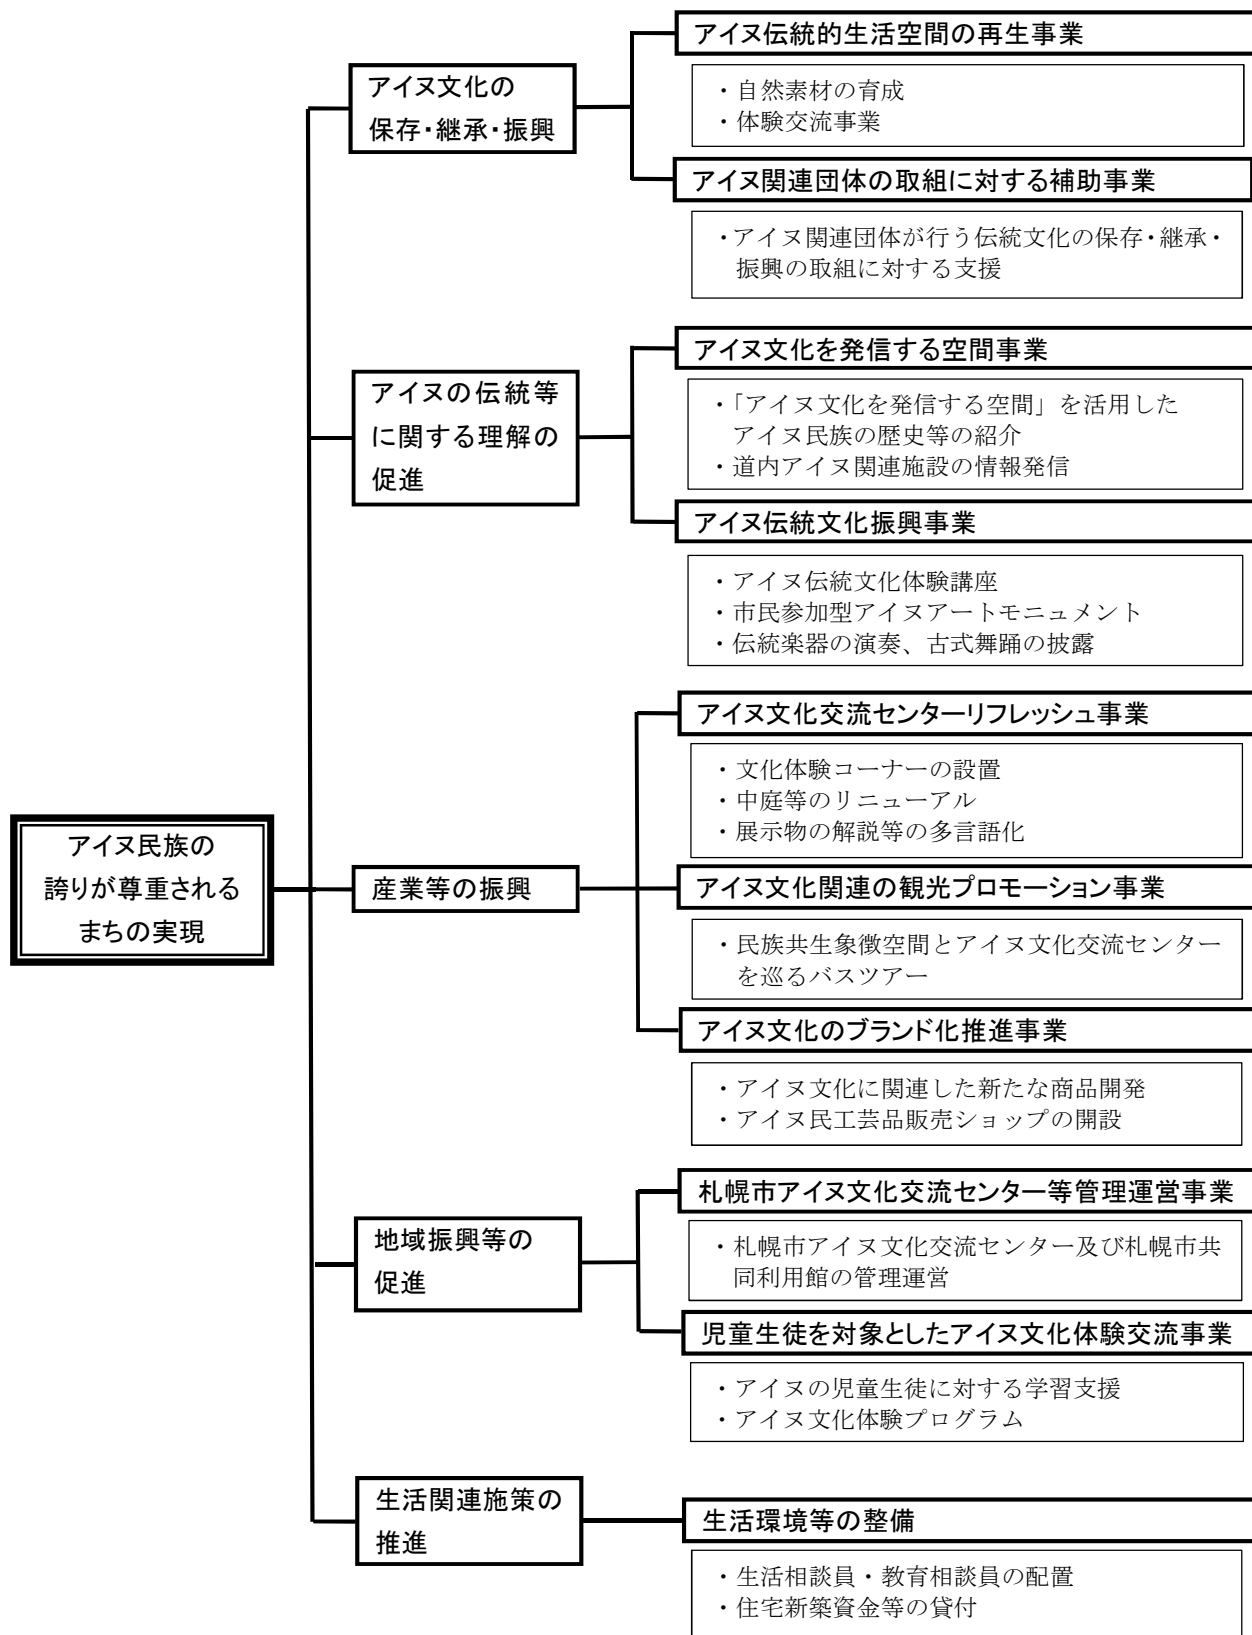 アイヌ民族の
誇りが尊重される
まちの実現
アイヌ文化の
保存・継承・振興
アイヌ伝統的生活空間の再生事業
・自然素材の育成
・体験交流事業
アイヌ関連団体の取組に対する補助事業
・アイヌ関連団体が行う伝統文化の保存・継承・
振興の取組に対する支援
アイヌの伝統等
に関する理解の
促進
アイヌ文化を発信する空間事業
・「アイヌ文化を発信する空間」を活用した
アイヌ民族の歴史等の紹介
・道内アイヌ関連施設の情報発信
アイヌ伝統文化振興事業
・アイヌ伝統文化体験講座
・市民参加型アイヌアートモニュメント
・伝統楽器の演奏、古式舞踊の披露
産業等の振興
アイヌ文化交流センターリフレッシュ事業
・文化体験コーナーの設置
・中庭等のリニューアル
・展示物の解説等の多言語化
アイヌ文化関連の観光プロモーション事業
・民族共生象徴空間とアイヌ文化交流センター
を巡るバスツアー
アイヌ文化のブランド化推進事業
・アイヌ文化に関連した新たな商品開発
・アイヌ民工芸品販売ショップの開設
地域振興等の
促進
札幌市アイヌ文化交流センター等管理運営事業
・札幌市アイヌ文化交流センター及び札幌市共
同利用館の管理運営
児童生徒を対象としたアイヌ文化体験交流事業
・アイヌの児童生徒に対する学習支援
・アイヌ文化体験プログラム
生活関連施策の
推進
生活環境等の整備
・生活相談員・教育相談員の配置
・住宅新築資金等の貸付